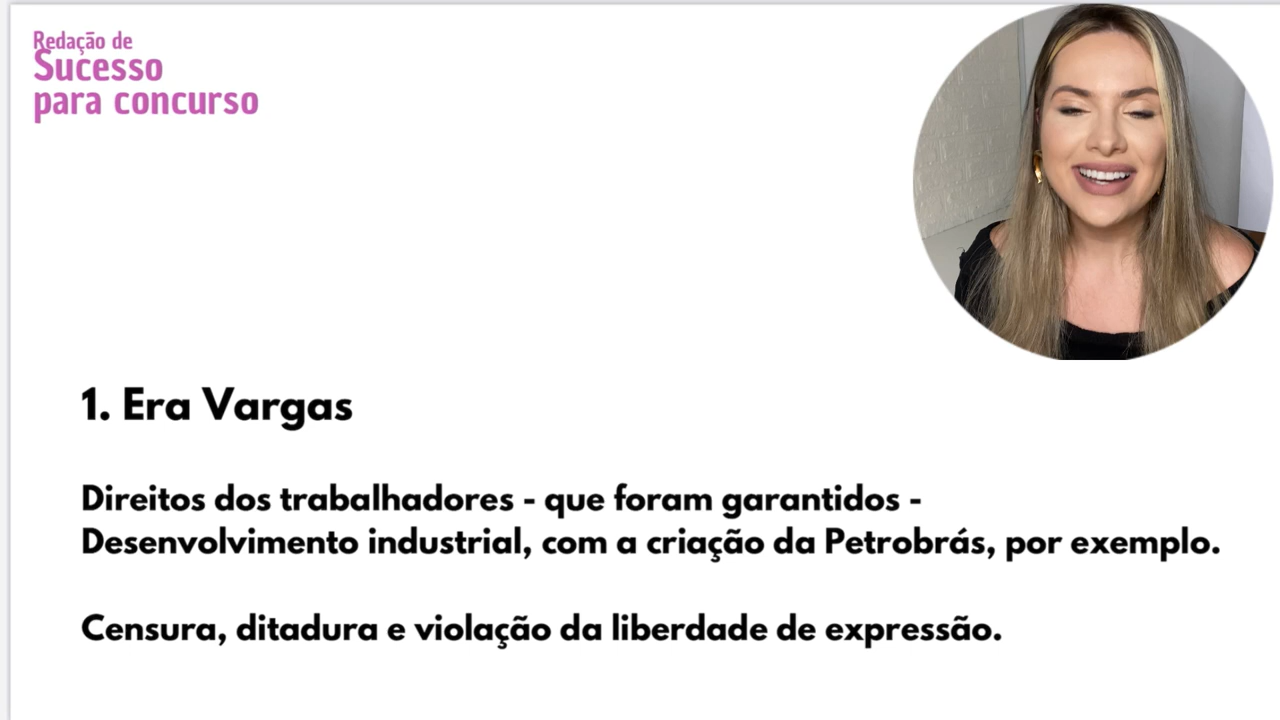 Redação de
Sucesso
para concurso
1. Era Vargas
Direitos dos trabalhadores - que foram garantidos -
Desenvolvimento industrial, com a criação da Petrobrás, por exemplo.
Censura, ditadura e violação da liberdade de expressão.